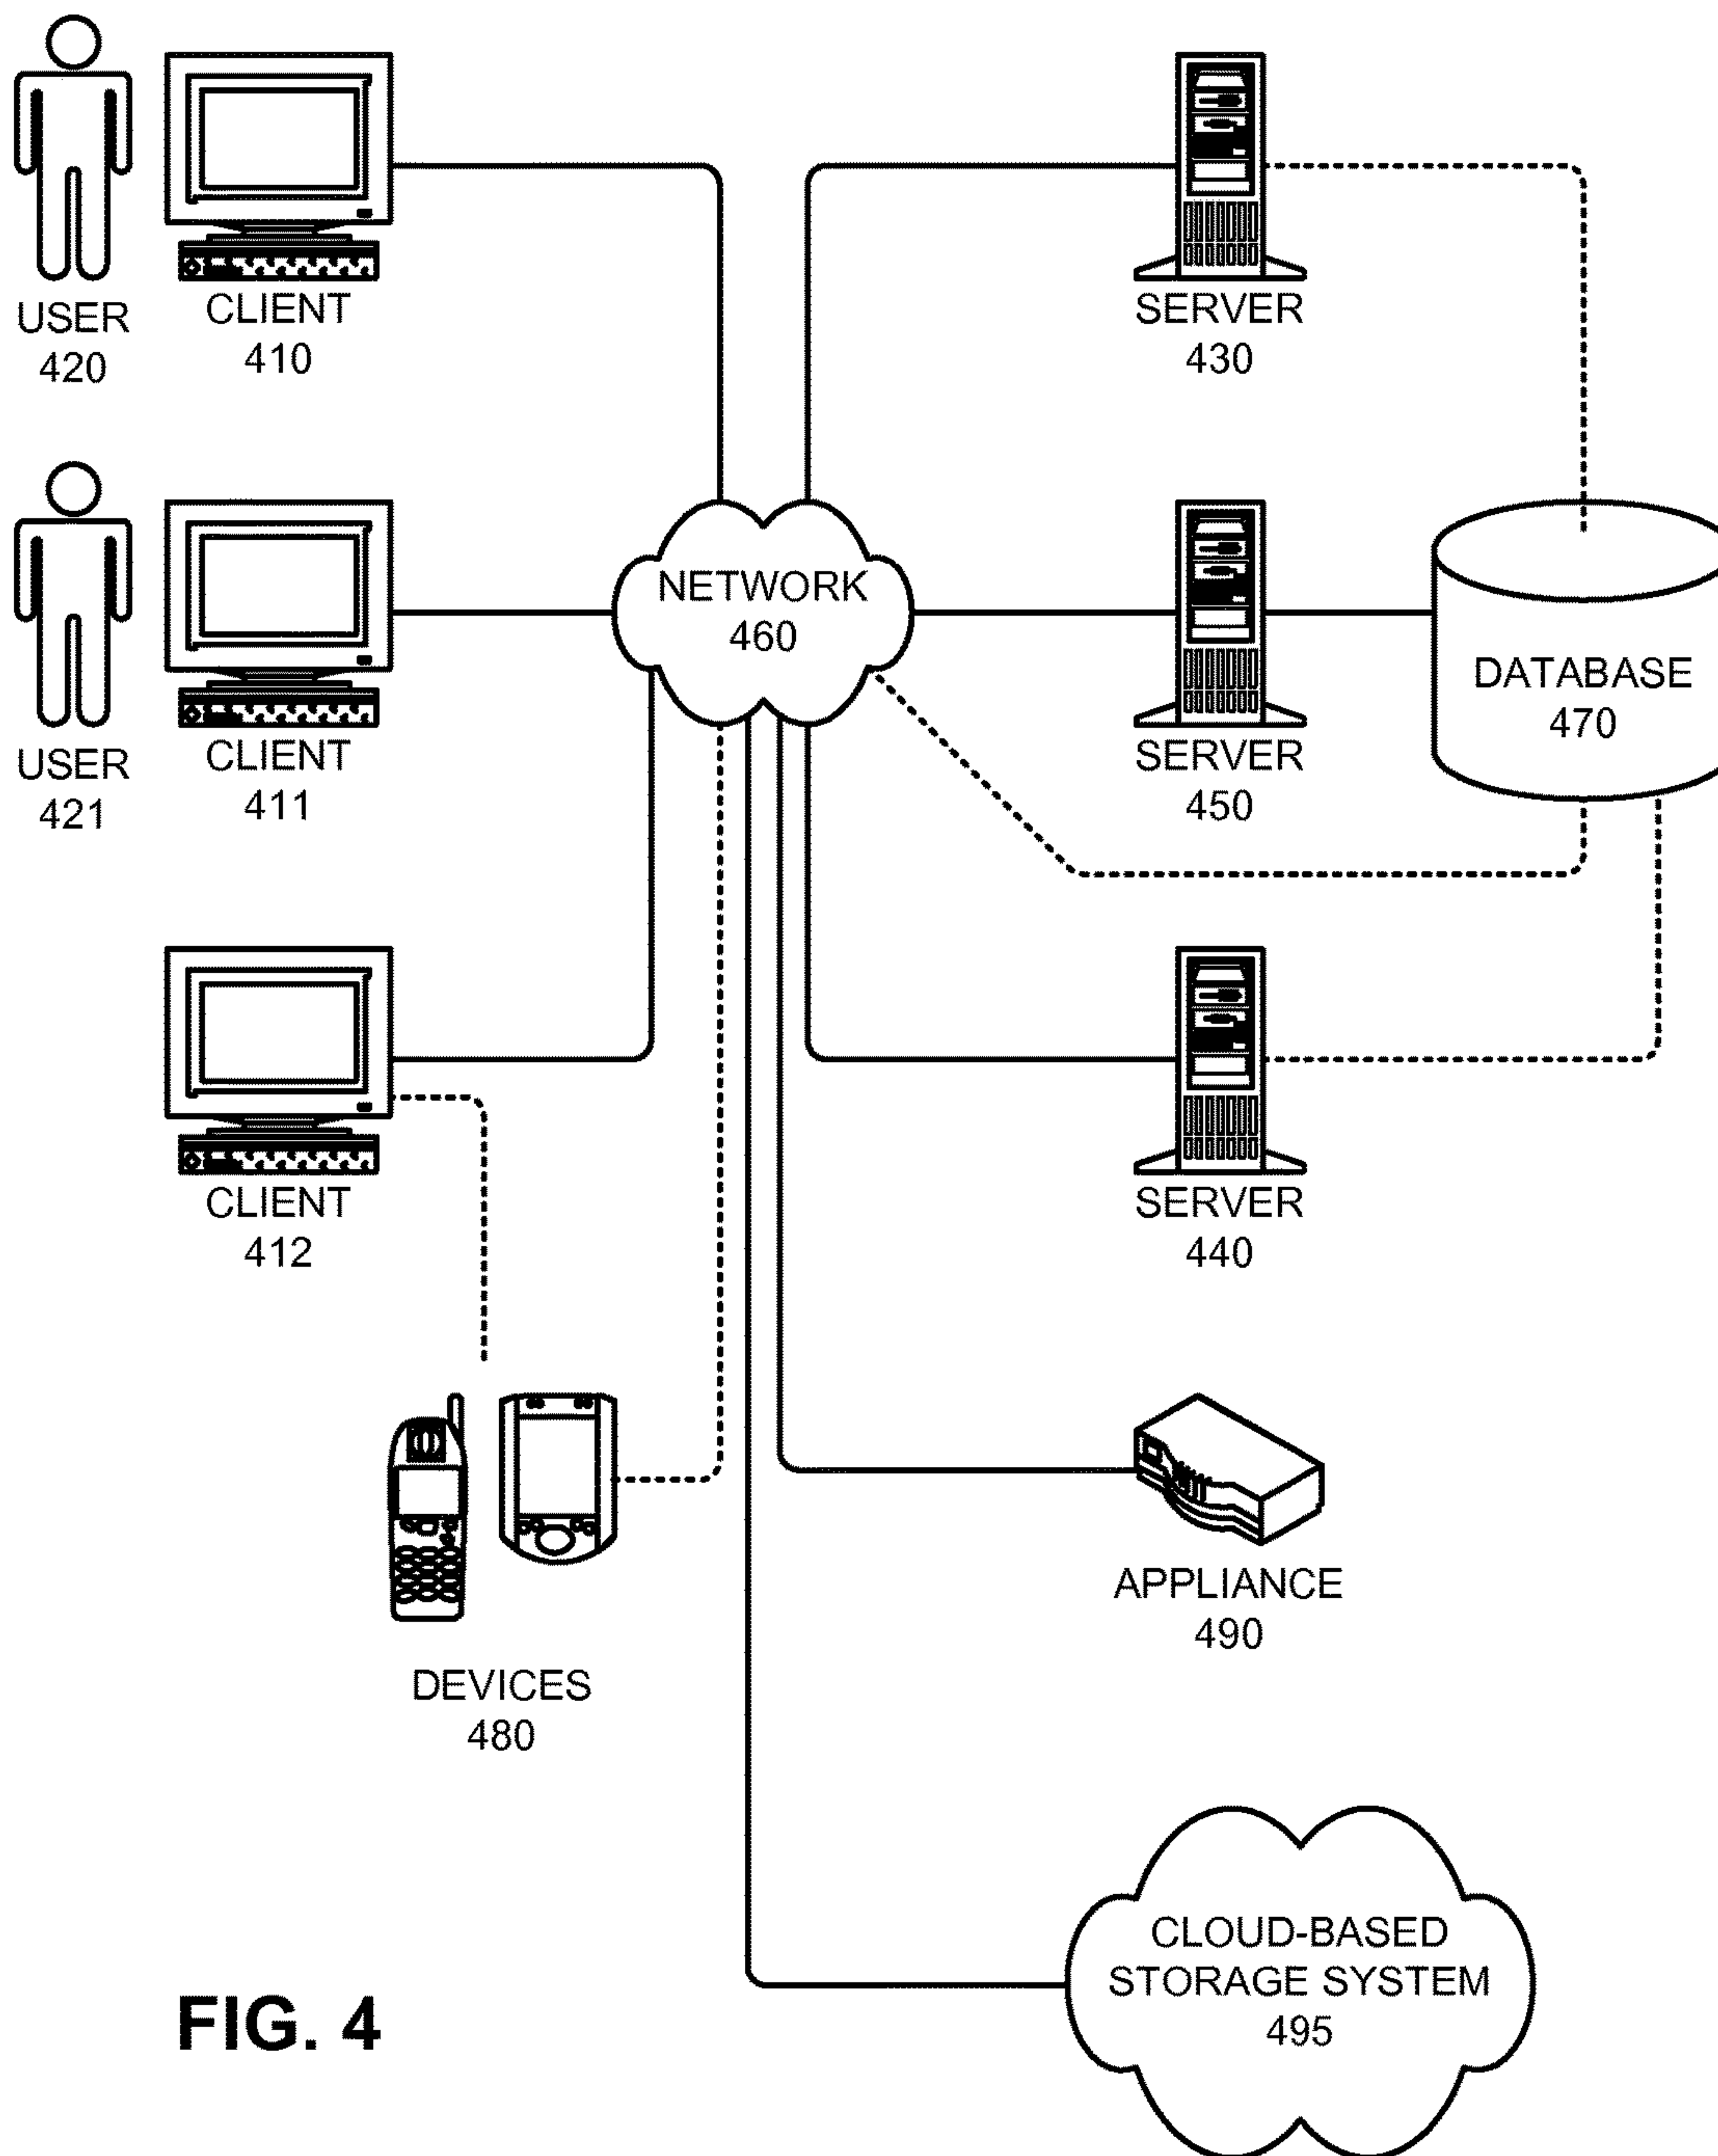 USER
420
CLIENT
410
SERVER
430
USER
421
CLIENT
411
NETWORK
460
SERVER
450
DATABASE
470
CLIENT
412
SERVER
440
DEVICES
480
APPLIANCE
490
CLOUD-BASED
STORAGE SYSTEM
495
FIG. 4